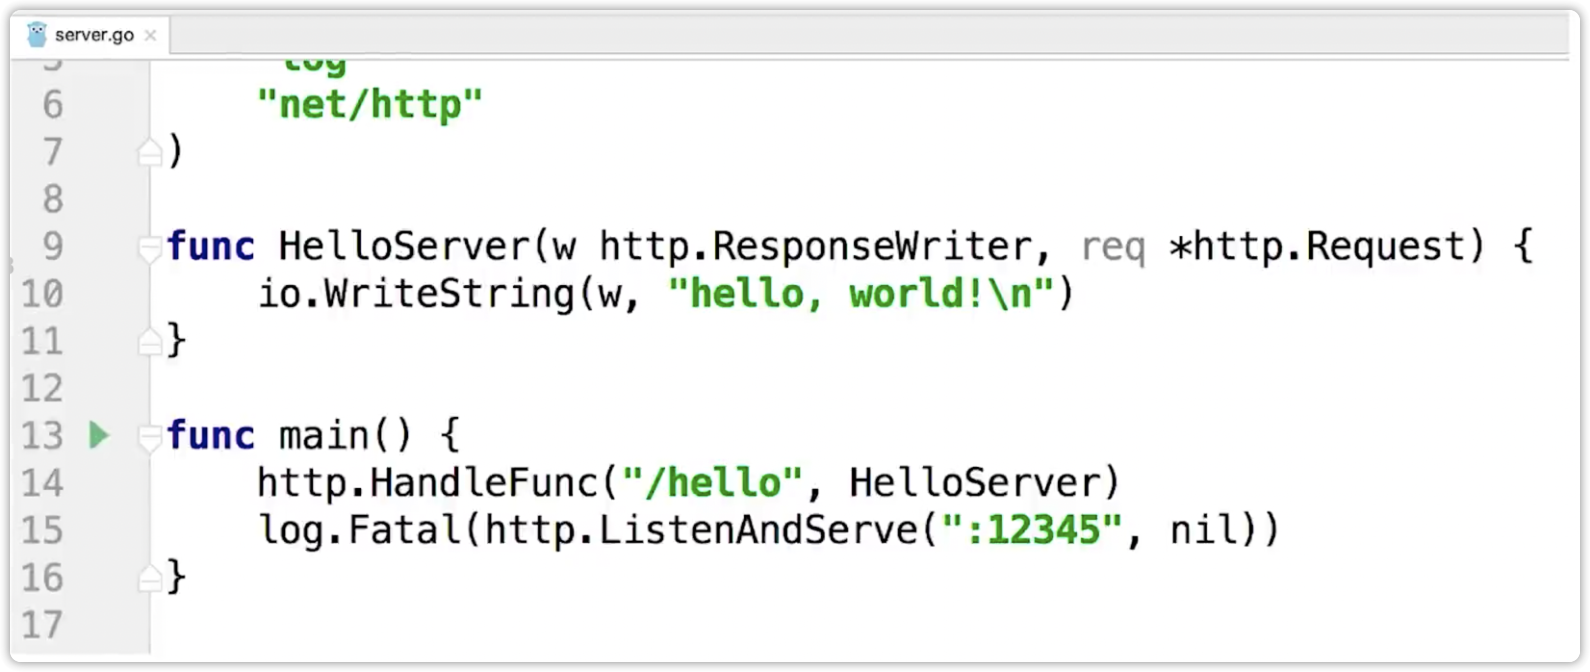 server.go
5 "log"
6 "net/http"
7 )
8
9 func HelloServer(w http.ResponseWriter, req *http.Request) {
10 io.WriteString(w, "hello, world!\n")
11 }
12
13 func main() {
14 http.HandleFunc("/hello", HelloServer)
15 log.Fatal(http.ListenAndServe(":12345", nil))
16 }
17